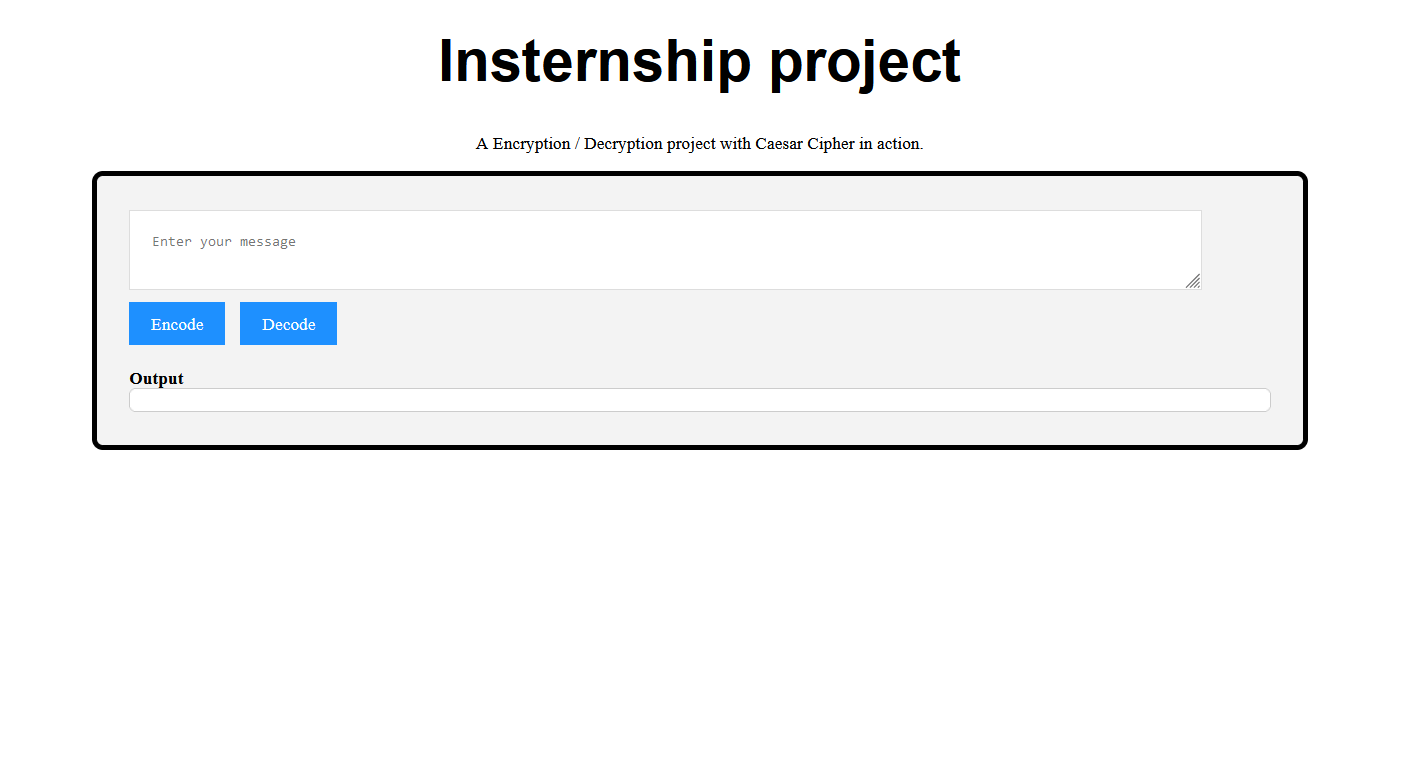 Insternship project
A Encryption / Decryption project with Caesar Cipher in action.
Enter your message
Encode Decode
Output